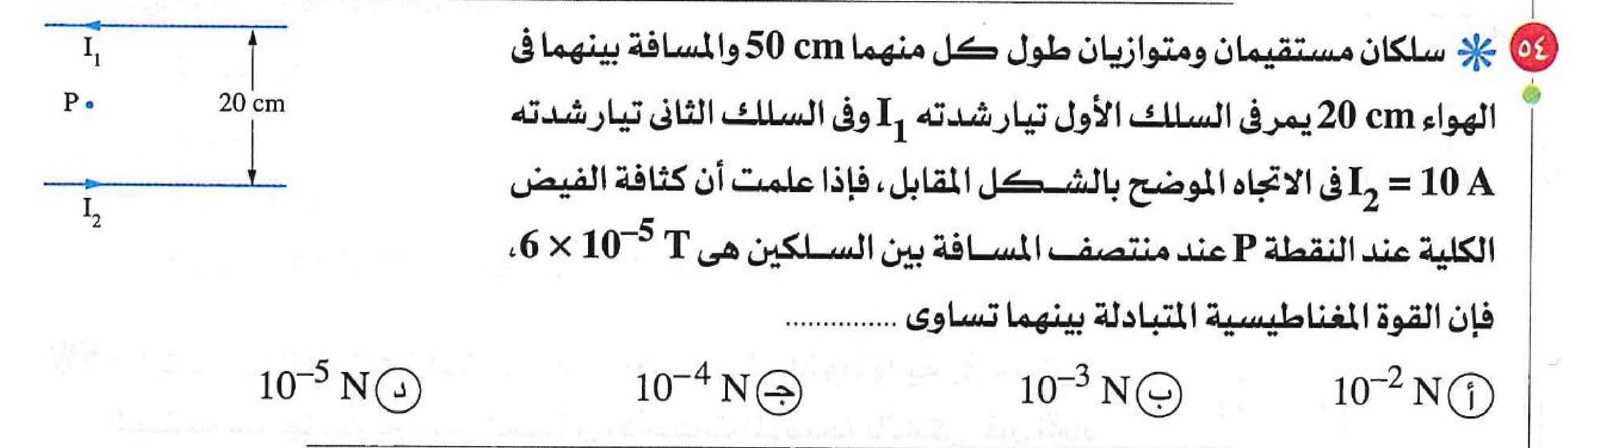 ٥٤ * سلكان مستقيمان ومتوازيان طول كل منهما 50 cm والمسافة بينهما فى
الهواء 20 cm يمر فى السلك الأول تيار شدته I₁ وفى السلك الثانى تيار شدته
I₂ = 10 A فى الاتجاه الموضح بالشكل المقابل، فإذا علمت أن كثافة الفيض
الكلية عند النقطة P عند منتصف المسافة بين السلكين هى 6 × 10⁻⁵ T،
فإن القوة المغناطيسية المتبادلة بينهما تساوى ...............
أ 10⁻² N ب 10⁻³ N جـ 10⁻⁴ N د 10⁻⁵ N
I₁
P • 20 cm
I₂